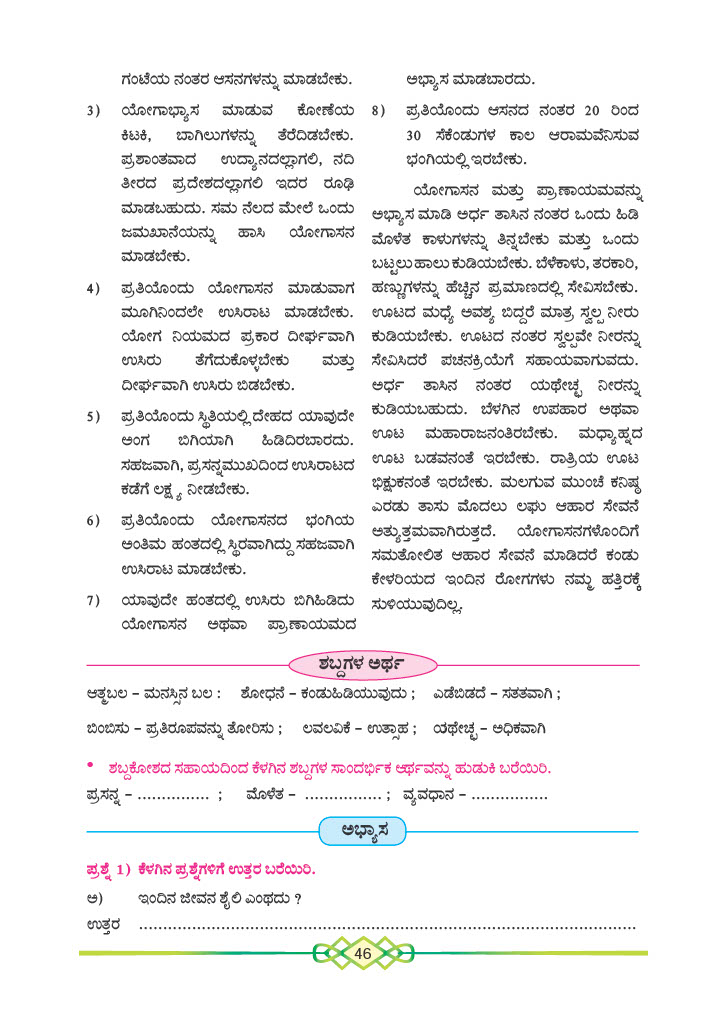 ಗಂಟೆಯ ನಂತರ ಆಸನಗಳನ್ನು ಮಾಡಬೇಕು.
3) ಯೋಗಾಭ್ಯಾಸ ಮಾಡುವ ಕೋಣೆಯ
ಕಿಟಕಿ, ಬಾಗಿಲುಗಳನ್ನು ತೆರೆದಿಡಬೇಕು.
ಪ್ರಶಾಂತವಾದ ಉದ್ಯಾನದಲ್ಲಾಗಲಿ, ನದಿ
ತೀರದ ಪ್ರದೇಶದಲ್ಲಾಗಲಿ ಇದರ ರೂಢಿ
ಮಾಡಬಹುದು. ಸಮ ನೆಲದ ಮೇಲೆ ಒಂದು
ಜಮಖಾನೆಯನ್ನು ಹಾಸಿ ಯೋಗಾಸನ
ಮಾಡಬೇಕು.
4) ಪ್ರತಿಯೊಂದು ಯೋಗಾಸನ ಮಾಡುವಾಗ
ಮೂಗಿನಿಂದಲೇ ಉಸಿರಾಟ ಮಾಡಬೇಕು.
ಯೋಗ ನಿಯಮದ ಪ್ರಕಾರ ದೀರ್ಘವಾಗಿ
ಉಸಿರು ತೆಗೆದುಕೊಳ್ಳಬೇಕು ಮತ್ತು
ದೀರ್ಘವಾಗಿ ಉಸಿರು ಬಿಡಬೇಕು.
5) ಪ್ರತಿಯೊಂದು ಸ್ಥಿತಿಯಲ್ಲಿ ದೇಹದ ಯಾವುದೇ
ಅಂಗ ಬಿಗಿಯಾಗಿ ಹಿಡಿದಿರಬಾರದು.
ಸಹಜವಾಗಿ, ಪ್ರಸನ್ನಮುಖದಿಂದ ಉಸಿರಾಟದ
ಕಡೆಗೆ ಲಕ್ಷ್ಯ ನೀಡಬೇಕು.
6) ಪ್ರತಿಯೊಂದು ಯೋಗಾಸನದ ಭಂಗಿಯ
ಅಂತಿಮ ಹಂತದಲ್ಲಿ ಸ್ಥಿರವಾಗಿದ್ದು ಸಹಜವಾಗಿ
ಉಸಿರಾಟ ಮಾಡಬೇಕು.
7) ಯಾವುದೇ ಹಂತದಲ್ಲಿ ಉಸಿರು ಬಿಗಿಹಿಡಿದು
ಯೋಗಾಸನ ಅಥವಾ ಪ್ರಾಣಾಯಮದ
ಅಭ್ಯಾಸ ಮಾಡಬಾರದು.
8) ಪ್ರತಿಯೊಂದು ಆಸನದ ನಂತರ 20 ರಿಂದ
30 ಸೆಕೆಂಡುಗಳ ಕಾಲ ಆರಾಮವೆನಿಸುವ
ಭಂಗಿಯಲ್ಲಿ ಇರಬೇಕು.
ಯೋಗಾಸನ ಮತ್ತು ಪ್ರಾಣಾಯಮವನ್ನು
ಅಭ್ಯಾಸ ಮಾಡಿ ಅರ್ಧ ತಾಸಿನ ನಂತರ ಒಂದು ಹಿಡಿ
ಮೊಳೆತ ಕಾಳುಗಳನ್ನು ತಿನ್ನಬೇಕು ಮತ್ತು ಒಂದು
ಬಟ್ಟಲು ಹಾಲು ಕುಡಿಯಬೇಕು. ಬೆಳೆಕಾಳು, ತರಕಾರಿ,
ಹಣ್ಣುಗಳನ್ನು ಹೆಚ್ಚಿನ ಪ್ರಮಾಣದಲ್ಲಿ ಸೇವಿಸಬೇಕು.
ಊಟದ ಮಧ್ಯೆ ಅವಶ್ಯ ಬಿದ್ದರೆ ಮಾತ್ರ ಸ್ವಲ್ಪ ನೀರು
ಕುಡಿಯಬೇಕು. ಊಟದ ನಂತರ ಸ್ವಲ್ಪವೇ ನೀರನ್ನು
ಸೇವಿಸಿದರೆ ಪಚನಕ್ರಿಯೆಗೆ ಸಹಾಯವಾಗುವದು.
ಅರ್ಧ ತಾಸಿನ ನಂತರ ಯಥೇಚ್ಛ ನೀರನ್ನು
ಕುಡಿಯಬಹುದು. ಬೆಳಗಿನ ಉಪಹಾರ ಅಥವಾ
ಊಟ ಮಹಾರಾಜನಂತಿರಬೇಕು. ಮಧ್ಯಾಹ್ನದ
ಊಟ ಬಡವನಂತೆ ಇರಬೇಕು. ರಾತ್ರಿಯ ಊಟ
ಭಿಕ್ಷುಕನಂತೆ ಇರಬೇಕು. ಮಲಗುವ ಮುಂಚೆ ಕನಿಷ್ಠ
ಎರಡು ತಾಸು ಮೊದಲು ಲಘು ಆಹಾರ ಸೇವನೆ
ಅತ್ಯುತ್ತಮವಾಗಿರುತ್ತದೆ. ಯೋಗಾಸನಗಳೊಂದಿಗೆ
ಸಮತೋಲಿತ ಆಹಾರ ಸೇವನೆ ಮಾಡಿದರೆ ಕಂಡು
ಕೇಳರಿಯದ ಇಂದಿನ ರೋಗಗಳು ನಮ್ಮ ಹತ್ತಿರಕ್ಕೆ
ಸುಳಿಯುವುದಿಲ್ಲ.
ಶಬ್ದಗಳ ಅರ್ಥ
ಆತ್ಮಬಲ – ಮನಸ್ಸಿನ ಬಲ : ಶೋಧನೆ – ಕಂಡುಹಿಡಿಯುವುದು ; ಎಡೆಬಿಡದೆ – ಸತತವಾಗಿ ;
ಬಿಂಬಿಸು – ಪ್ರತಿರೂಪವನ್ನು ತೋರಿಸು ; ಲವಲವಿಕೆ – ಉತ್ಸಾಹ ; ಯಥೇಚ್ಛ – ಅಧಿಕವಾಗಿ
• ಶಬ್ದಕೋಶದ ಸಹಾಯದಿಂದ ಕೆಳಗಿನ ಶಬ್ದಗಳ ಸಾಂದರ್ಭಿಕ ಅರ್ಥವನ್ನು ಹುಡುಕಿ ಬರೆಯಿರಿ.
ಪ್ರಸನ್ನ – ............... ; ಮೊಳೆತ – ................ ; ವ್ಯವಧಾನ – ................
ಅಭ್ಯಾಸ
ಪ್ರಶ್ನೆ 1) ಕೆಳಗಿನ ಪ್ರಶ್ನೆಗಳಿಗೆ ಉತ್ತರ ಬರೆಯಿರಿ.
ಅ) ಇಂದಿನ ಜೀವನ ಶೈಲಿ ಎಂಥದು ?
ಉತ್ತರ ....................................................................................
46